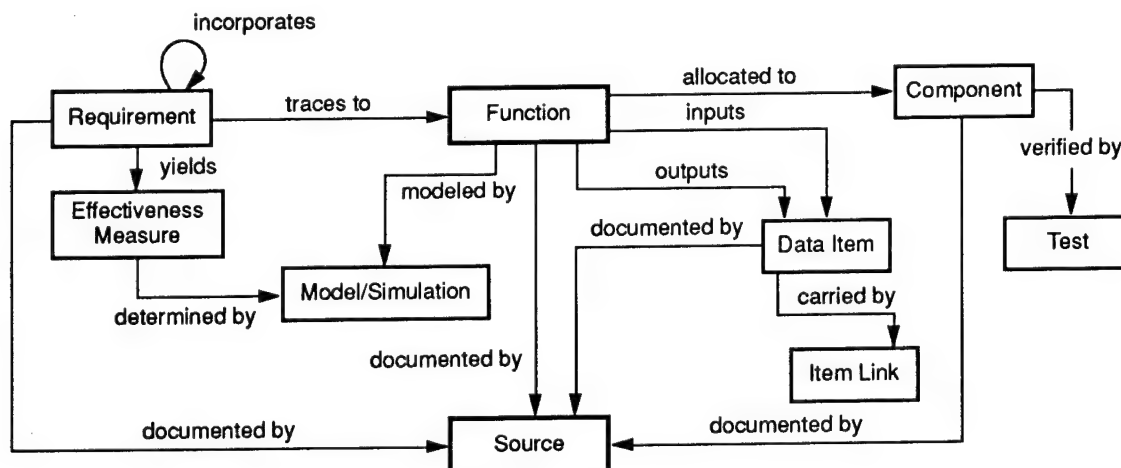 incorporates
allocated to
Component
Requirement
traces to
Function
inputs
verified by
yields
outputs
modeled by
Effectiveness
Measure
documented by
Data Item
Test
Model/Simulation
carried by
determined by
documented by
Item Link
documented by
Source
documented by